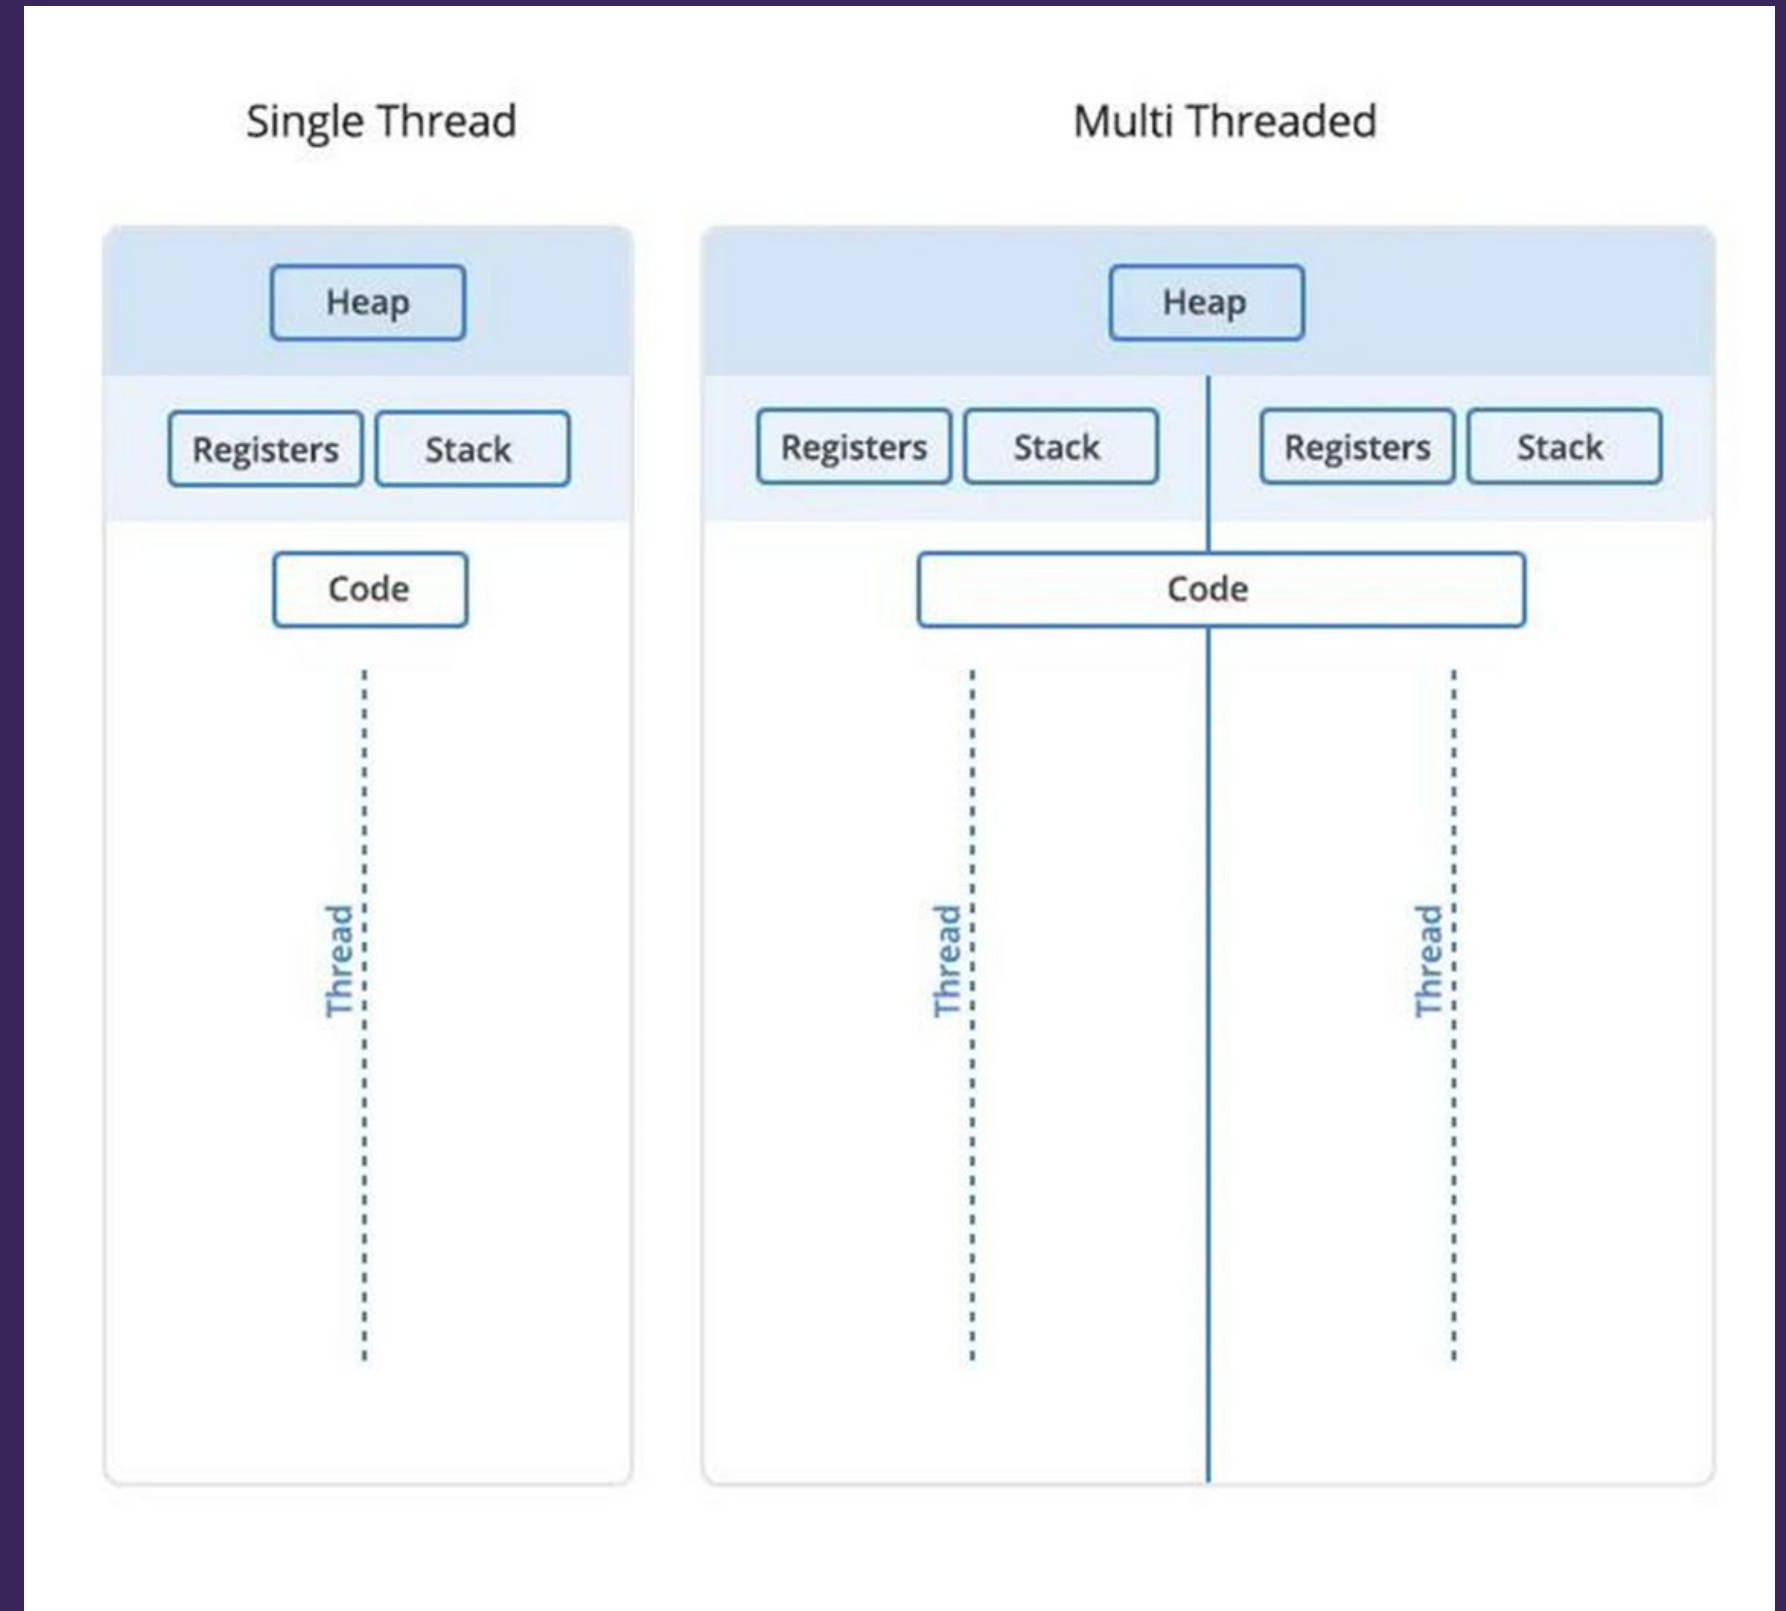 Single Thread
Multi Threaded
Heap
Registers Stack
Code
Thread
Heap
Registers Stack Registers Stack
Code
Thread Thread